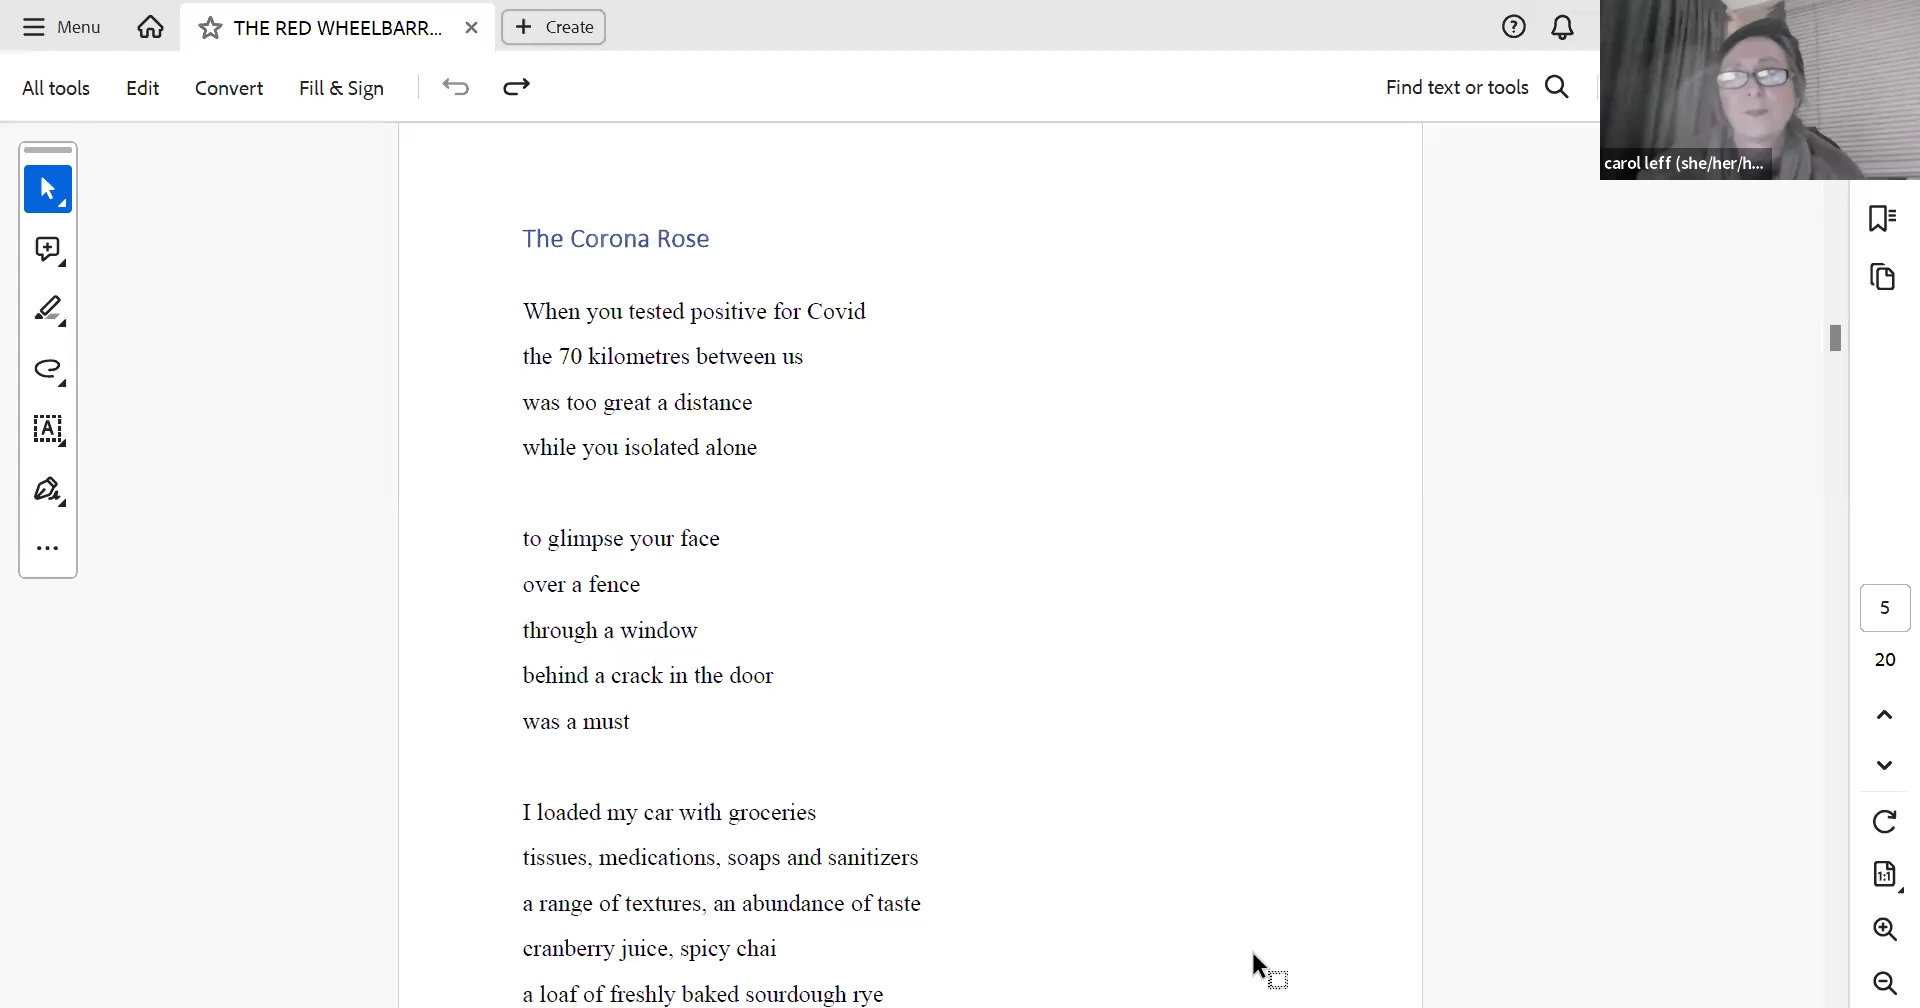 Menu
THE RED WHEELBARR...
Create
All tools
Edit
Convert
Fill & Sign
Find text or tools
carol leff (she/her/h...
The Corona Rose
When you tested positive for Covid
the 70 kilometres between us
was too great a distance
while you isolated alone
to glimpse your face
over a fence
through a window
behind a crack in the door
was a must
I loaded my car with groceries
tissues, medications, soaps and sanitizers
a range of textures, an abundance of taste
cranberry juice, spicy chai
a loaf of freshly baked sourdough rye
A
5
20
1:1